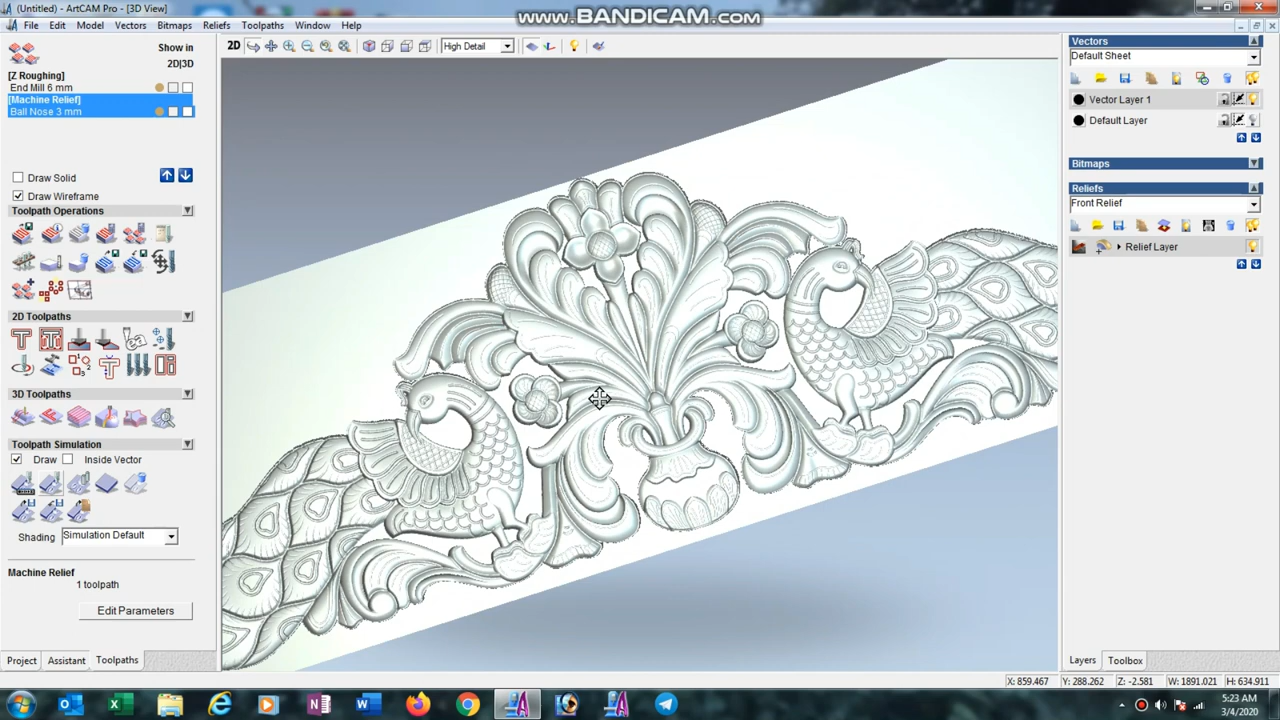 (Untitled) - ArtCAM Pro - [3D View]
www.BANDICAM.com
File Edit Models Vectors Bitmaps Reliefs Toolpaths Window Help
Show in
2D|3D
[Z Roughing]
End Mill 6 mm
[Machine Relief]
Ball Nose 3 mm
Draw Solid
Draw Wireframe
Toolpath Operations
2D Toolpaths
3D Toolpaths
Toolpath Simulation
Draw Inside Vector
Shading Simulation Default
Machine Relief
1 toolpath
Edit Parameters
Project Assistant Toolpaths
2D High Detail
Vectors
Default Sheet
Vector Layer 1
Default Layer
Bitmaps
Reliefs
Front Relief
Relief Layer
Layers Toolbox
X: 859.467 Y: 288.262 Z: -2.581 W: 1891.021 H: 634.911
5:23 AM
3/4/2020